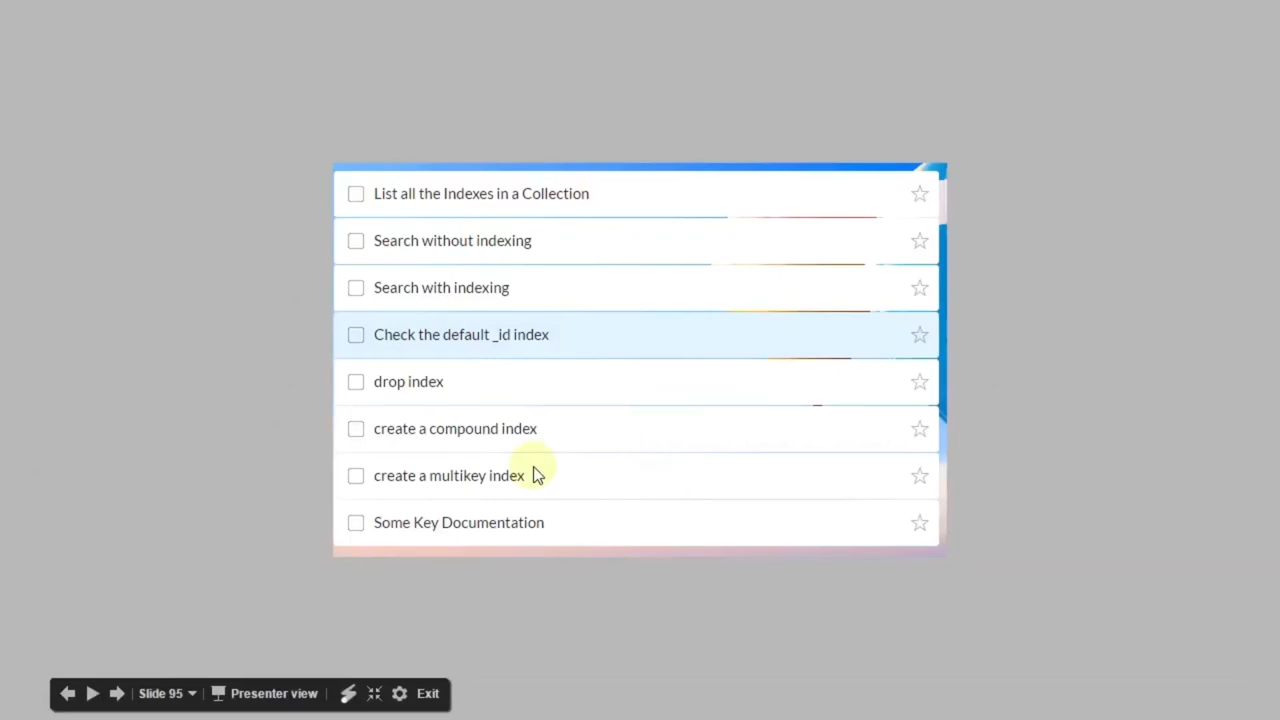 List all the Indexes in a Collection
Search without indexing
Search with indexing
Check the default _id index
drop index
create a compound index
create a multikey index
Some Key Documentation
Slide 95 Presenter view Exit